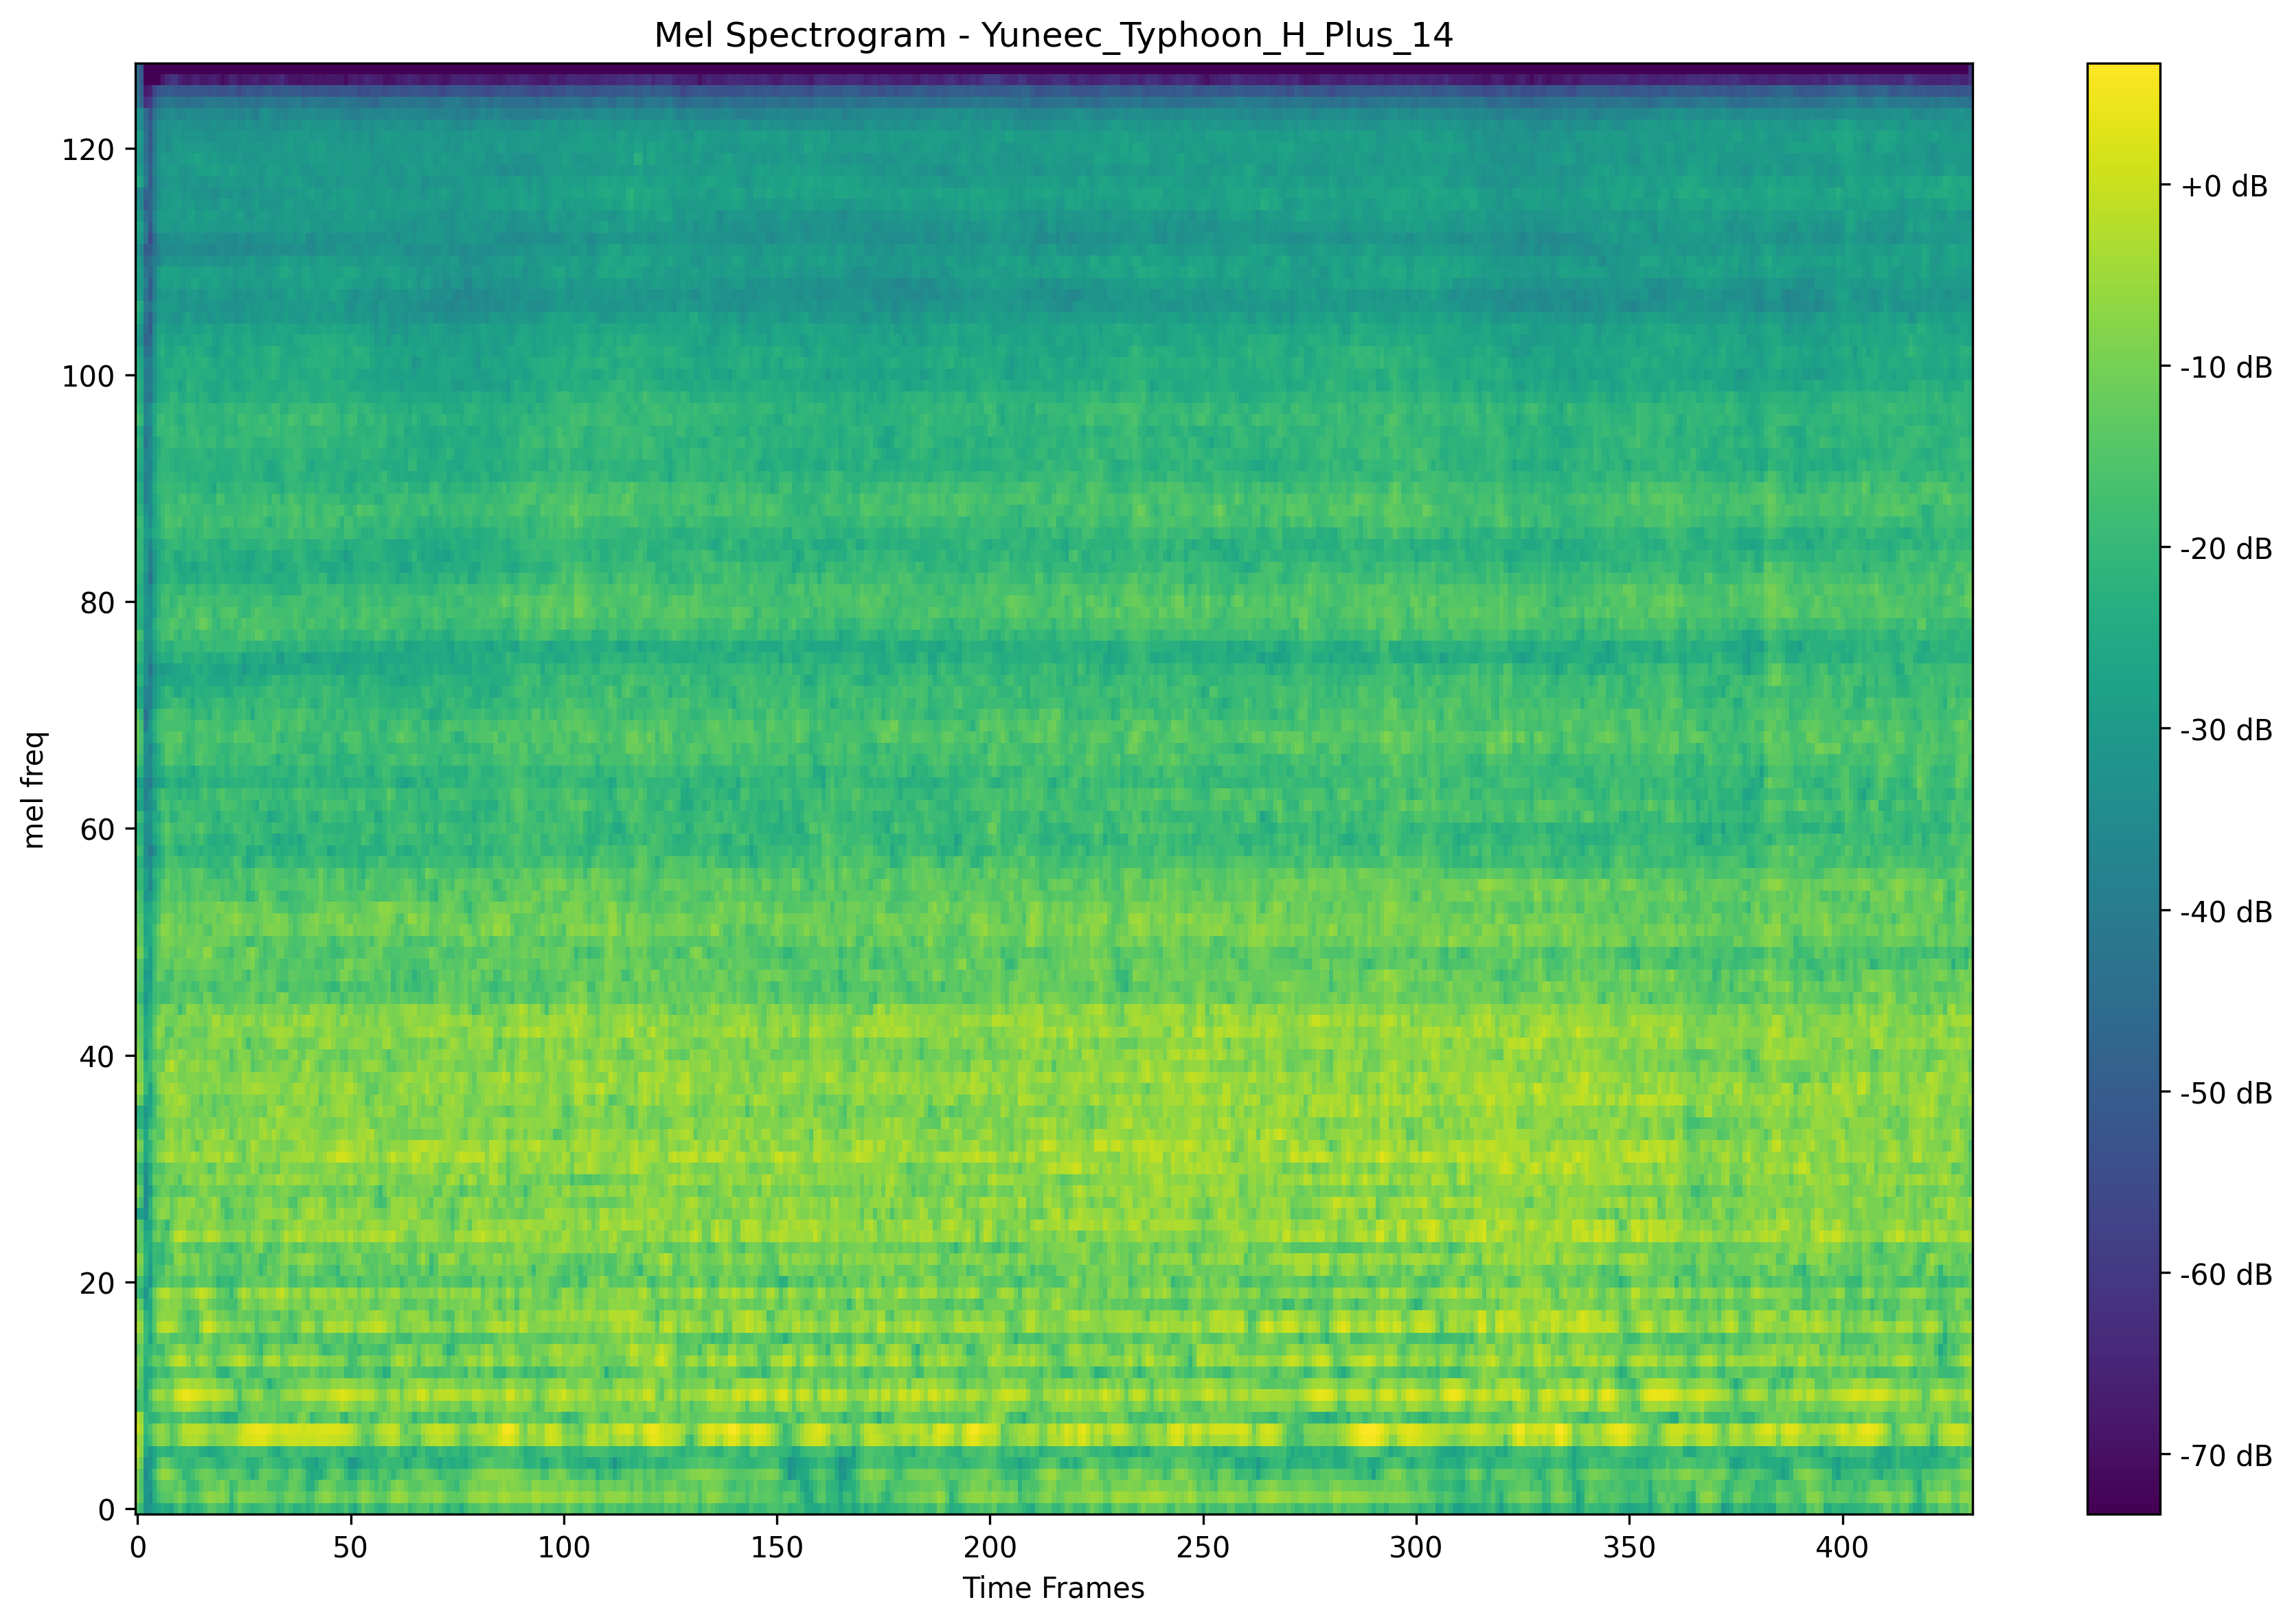 Mel Spectrogram - Yuneec_Typhoon_H_Plus_14
mel freq
120
100
80
60
40
20
0
0 50 100 150 200 250 300 350 400
Time Frames
+0 dB
-10 dB
-20 dB
-30 dB
-40 dB
-50 dB
-60 dB
-70 dB